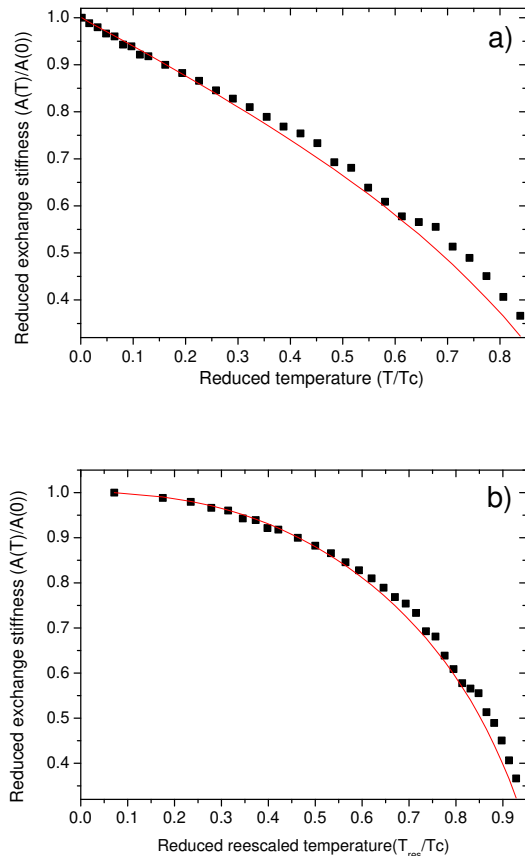 a)
Reduced exchange stiffness (A(T)/A(0))
1.0
0.9
0.8
0.7
0.6
0.5
0.4
0.0 0.1 0.2 0.3 0.4 0.5 0.6 0.7 0.8
Reduced temperature (T/Tc)
b)
Reduced exchange stiffness (A(T)/A(0))
1.0
0.9
0.8
0.7
0.6
0.5
0.4
0.0 0.1 0.2 0.3 0.4 0.5 0.6 0.7 0.8 0.9
Reduced reescaled temperature(T_res/Tc)